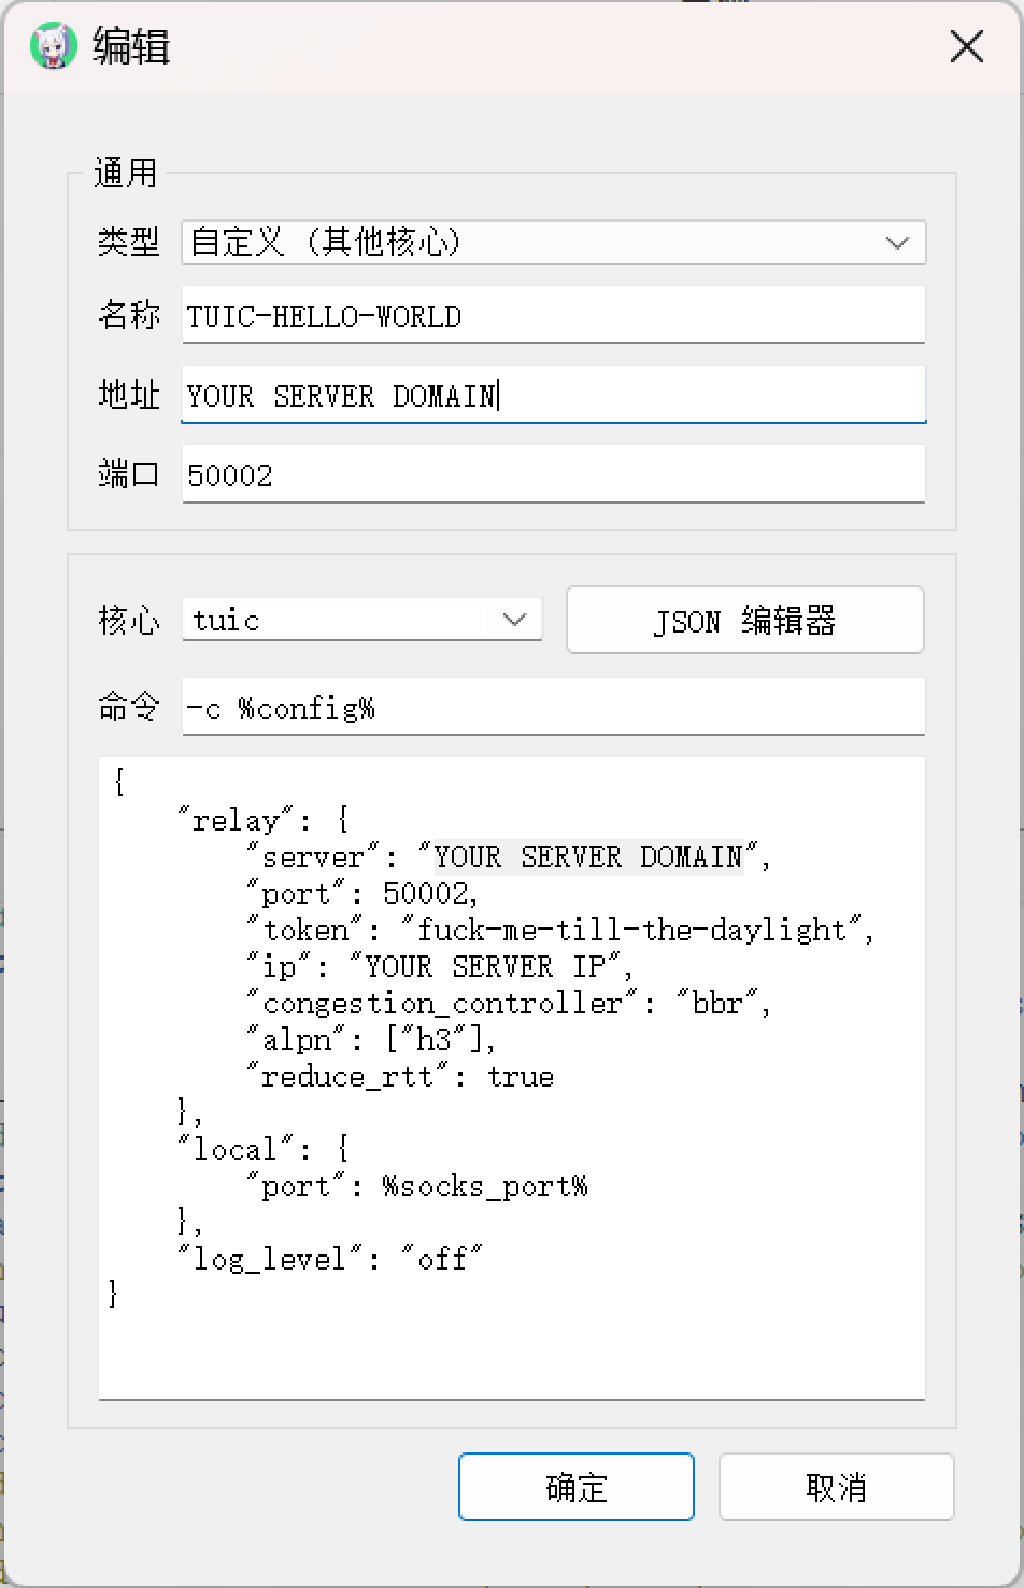 编辑
通用
类型 自定义 (其他核心)
名称 TUIC-HELLO-WORLD
地址 YOUR SERVER DOMAIN
端口 50002
核心 tuic JSON 编辑器
命令 -c %config%
{
    "relay": {
        "server": "YOUR SERVER DOMAIN",
        "port": 50002,
        "token": "fuck-me-till-the-daylight",
        "ip": "YOUR SERVER IP",
        "congestion_controller": "bbr",
        "alpn": ["h3"],
        "reduce_rtt": true
    },
    "local": {
        "port": %socks_port%
    },
    "log_level": "off"
}
确定 取消